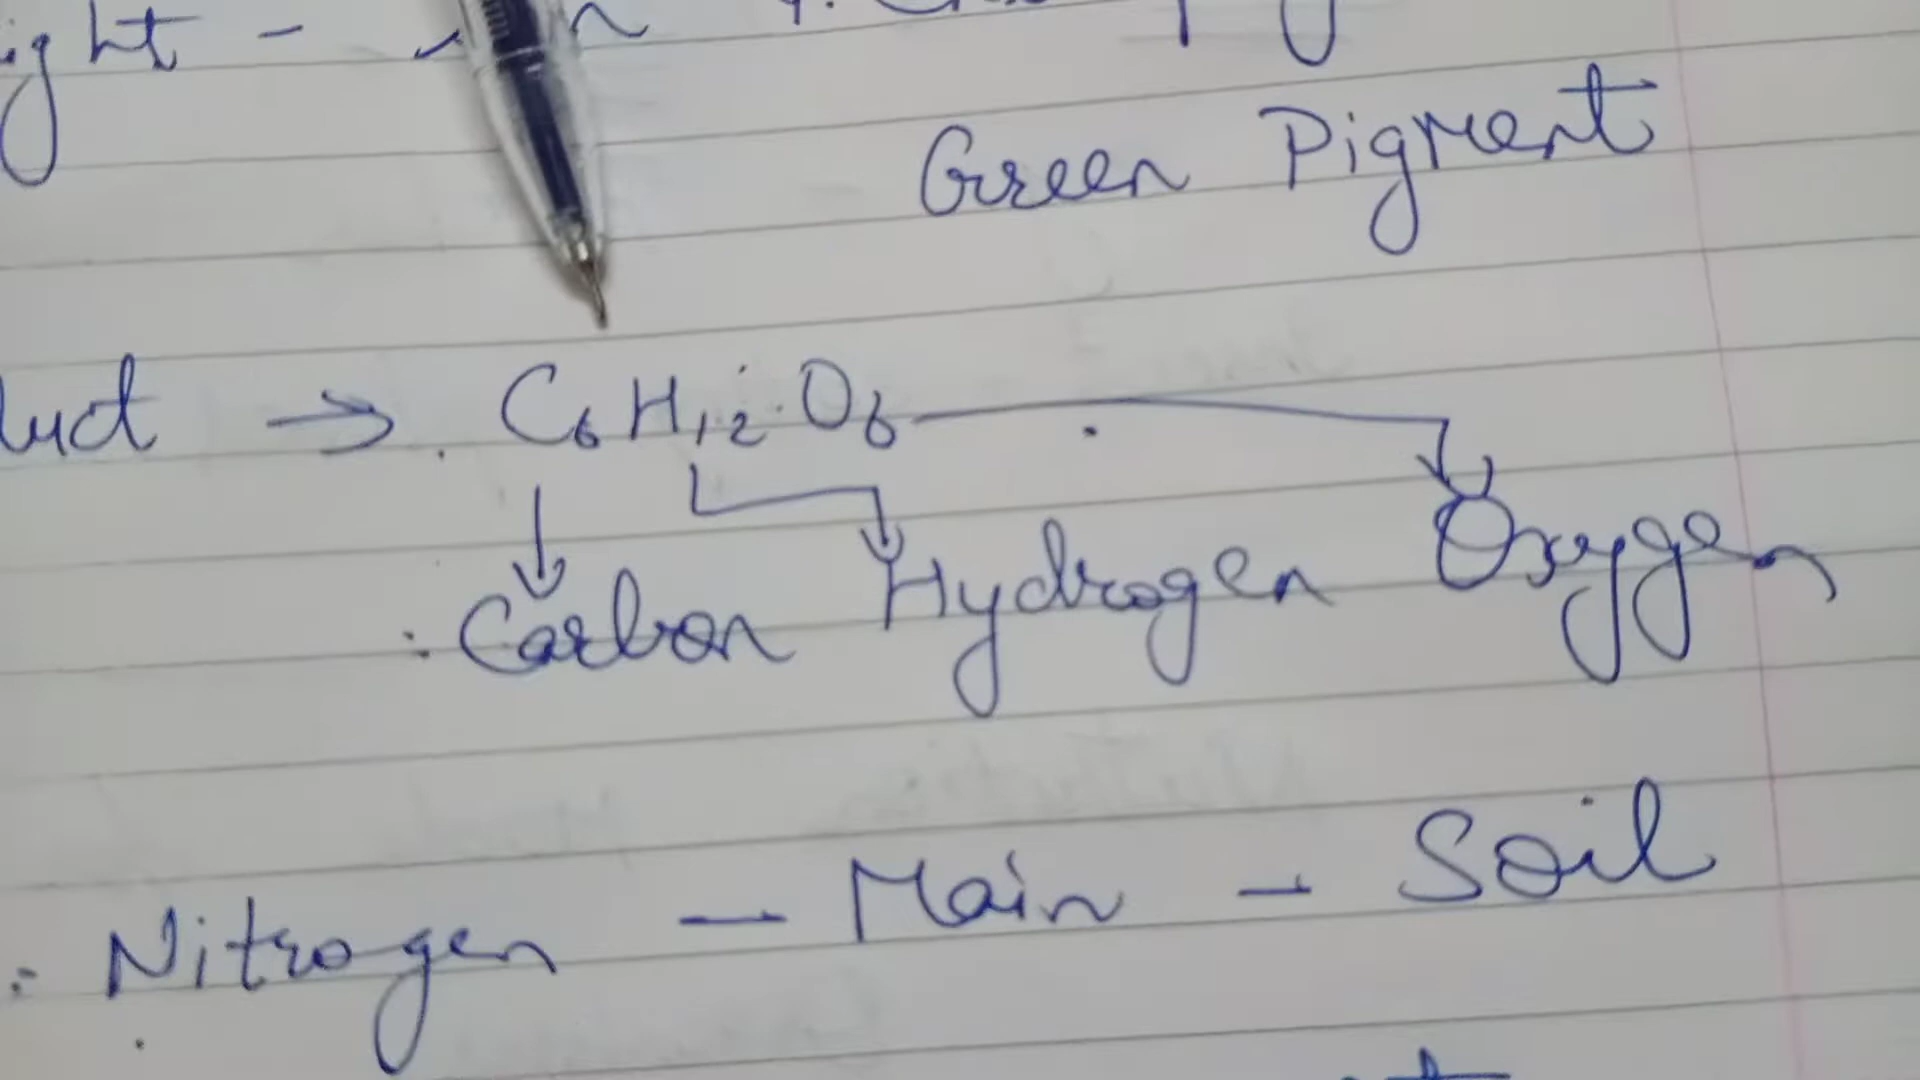 Green Pigment
→ C₆H₁₂O₆
Carbon Hydrogen Oxygen
Nitrogen - Main - Soil